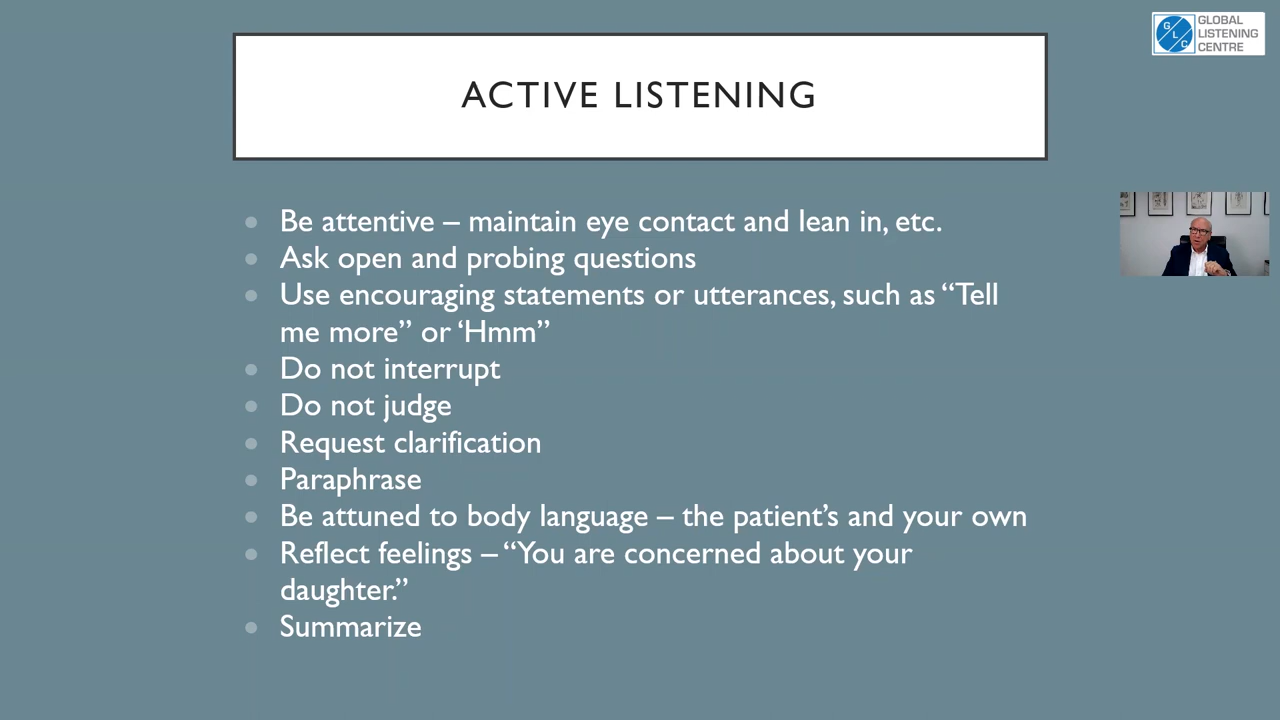 GLOBAL
LISTENING
CENTRE
G
L
C
ACTIVE LISTENING
Be attentive – maintain eye contact and lean in, etc.
Ask open and probing questions
Use encouraging statements or utterances, such as “Tell
me more” or ‘Hmm”
Do not interrupt
Do not judge
Request clarification
Paraphrase
Be attuned to body language – the patient’s and your own
Reflect feelings – “You are concerned about your
daughter.”
Summarize